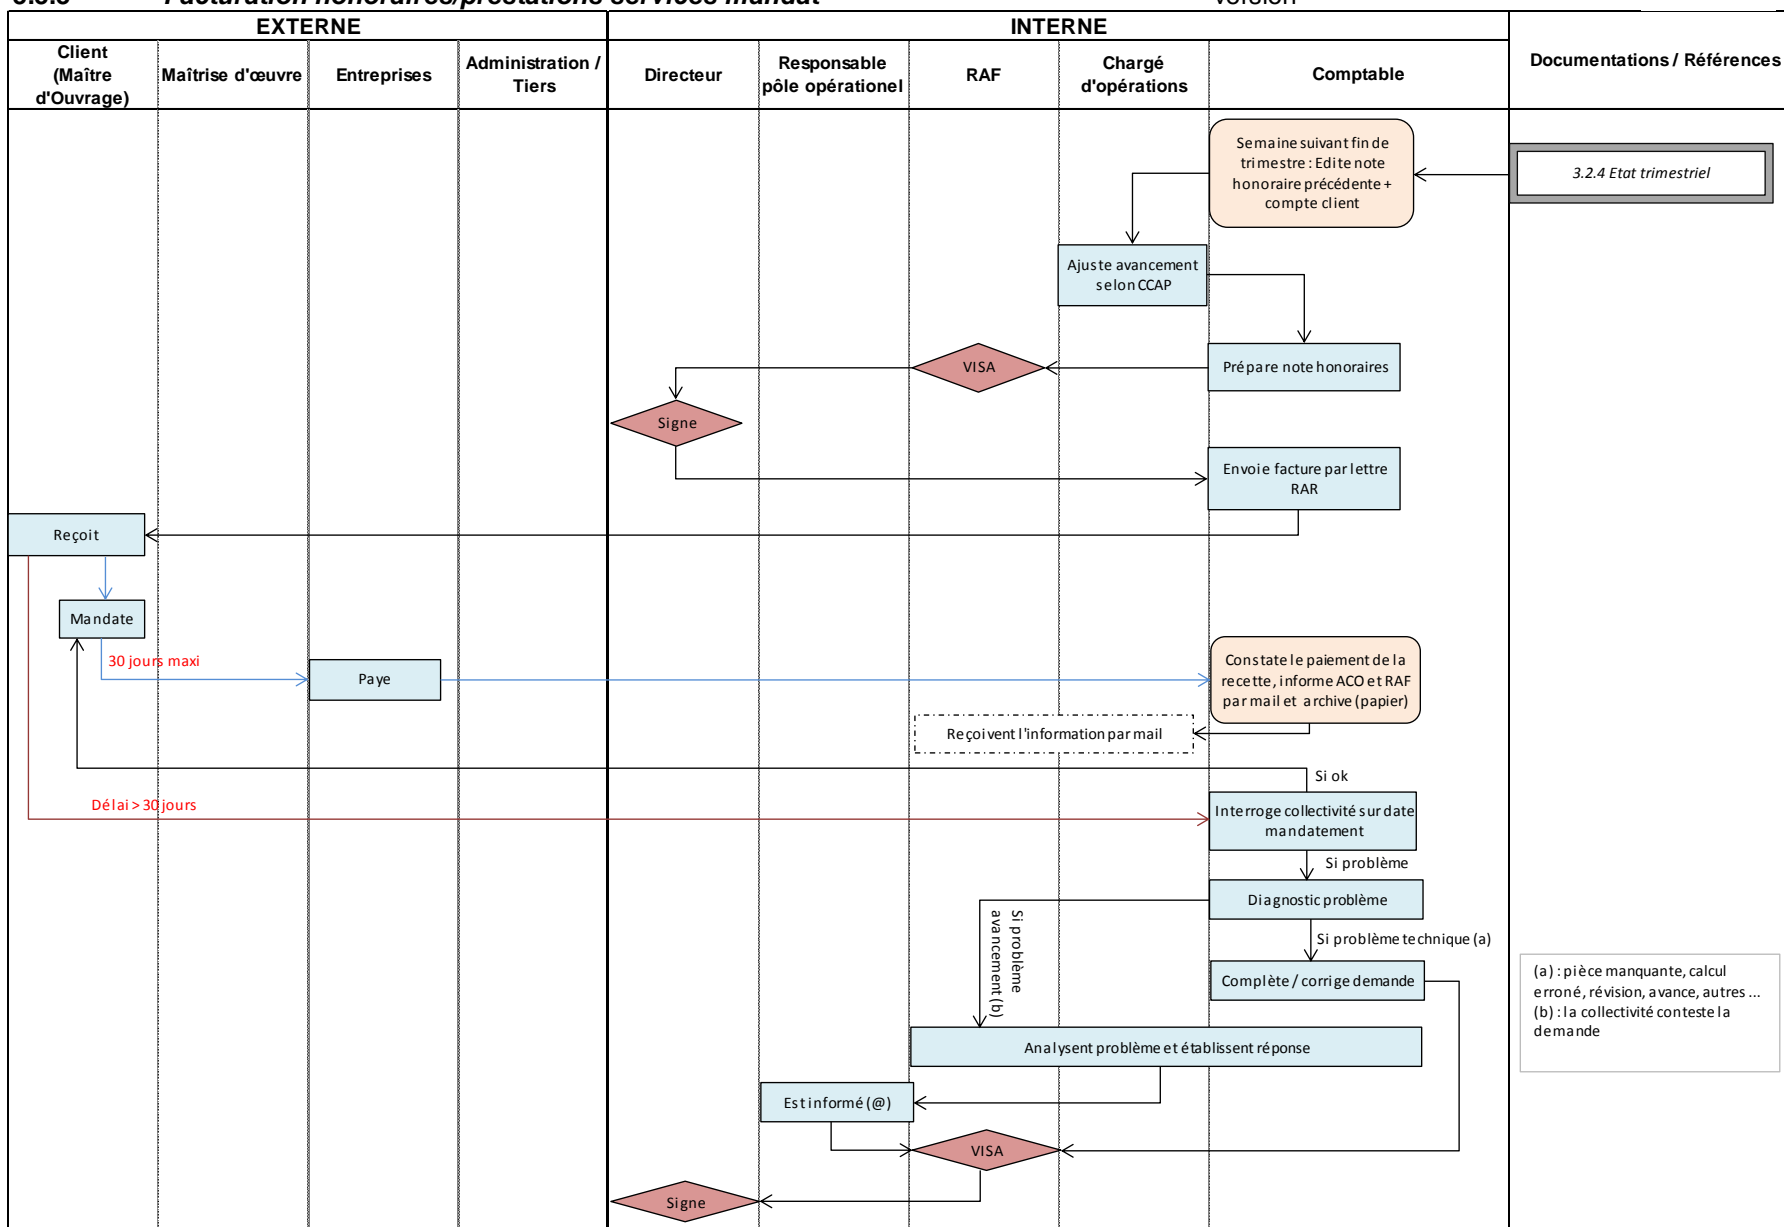 Facturation honoraires/prestations services mandat
EXTERNE
INTERNE
Client
(Maître
d'Ouvrage)
Maîtrise d'œuvre
Entreprises
Administration /
Tiers
Directeur
Responsable
pôle opérationel
RAF
Chargé
d'opérations
Comptable
Documentations / Références
Semaine suivant fin de
trimestre : Edite note
honoraire précédente +
compte client
3.2.4 Etat trimestriel
Ajuste avancement
selon CCAP
VISA
Prépare note honoraires
Signe
Envoie facture par lettre
RAR
Reçoit
Mandate
30 jours maxi
Paye
Constate le paiement de la
recette, informe ACO et RAF
par mail et archive (papier)
Reçoivent l'information par mail
Si ok
Délai > 30 jours
Interroge collectivité sur date
mandatement
Si problème
Diagnostic problème
Si problème
avancement (b)
Si problème technique (a)
Complète / corrige demande
(a) : pièce manquante, calcul
erroné, révision, avance, autres ...
(b) : la collectivité conteste la
demande
Analysent problème et établissent réponse
Est informé (@)
VISA
Signe